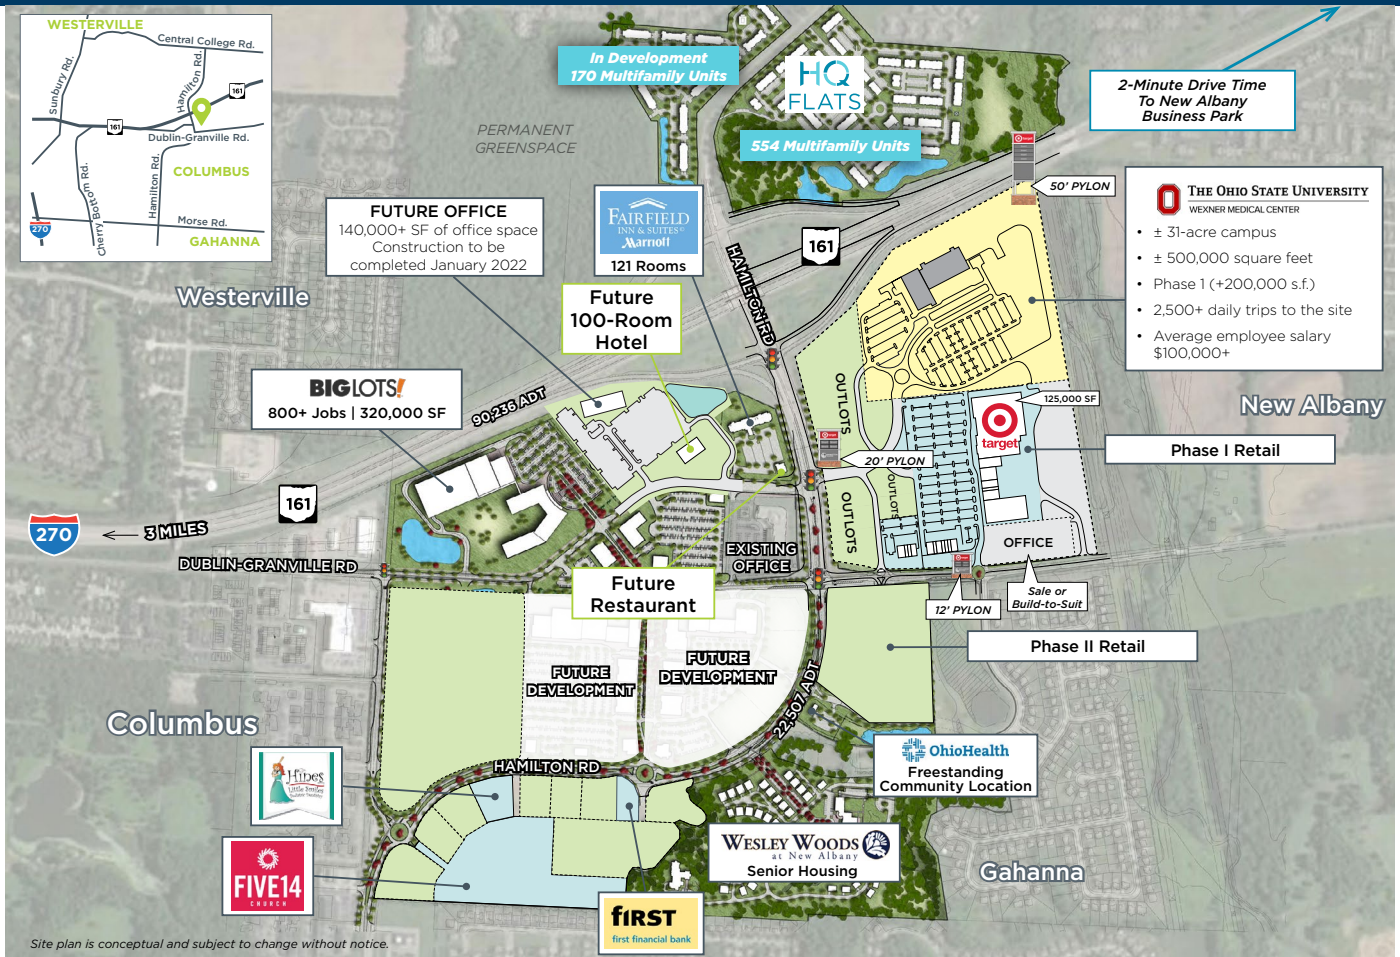 WESTERVILLE
Central College Rd.
Sunbury Rd.
Hamilton Rd.
161
161
Dublin-Granville Rd.
COLUMBUS
Cherry Bottom Rd.
Hamilton Rd.
Morse Rd.
270
GAHANNA
In Development
170 Multifamily Units
HQ
FLATS
554 Multifamily Units
PERMANENT
GREENSPACE
2-Minute Drive Time
To New Albany
Business Park
target
50' PYLON
THE OHIO STATE UNIVERSITY
WEXNER MEDICAL CENTER
• ± 31-acre campus
• ± 500,000 square feet
• Phase 1 (+200,000 s.f.)
• 2,500+ daily trips to the site
• Average employee salary
$100,000+
FUTURE OFFICE
140,000+ SF of office space
Construction to be
completed January 2022
FAIRFIELD
INN & SUITES®
Marriott
121 Rooms
HAMILTON RD
161
Westerville
Future
100-Room
Hotel
BIG LOTS!
800+ Jobs | 320,000 SF
90,236 ADT
OUTLOTS
target
125,000 SF
New Albany
Phase I Retail
20' PYLON
OUTLOTS
OUTLOTS
161
270
3 MILES
DUBLIN-GRANVILLE RD
EXISTING
OFFICE
OFFICE
Future
Restaurant
12' PYLON
Sale or
Build-to-Suit
Phase II Retail
FUTURE
DEVELOPMENT
FUTURE
DEVELOPMENT
22,507 ADT
Columbus
HAMILTON RD
Hines
Little Smiles
OhioHealth
Freestanding
Community Location
WESLEY WOODS
at New Albany
Senior Housing
Gahanna
FIVE14
CHURCH
fiRST
first financial bank
Site plan is conceptual and subject to change without notice.